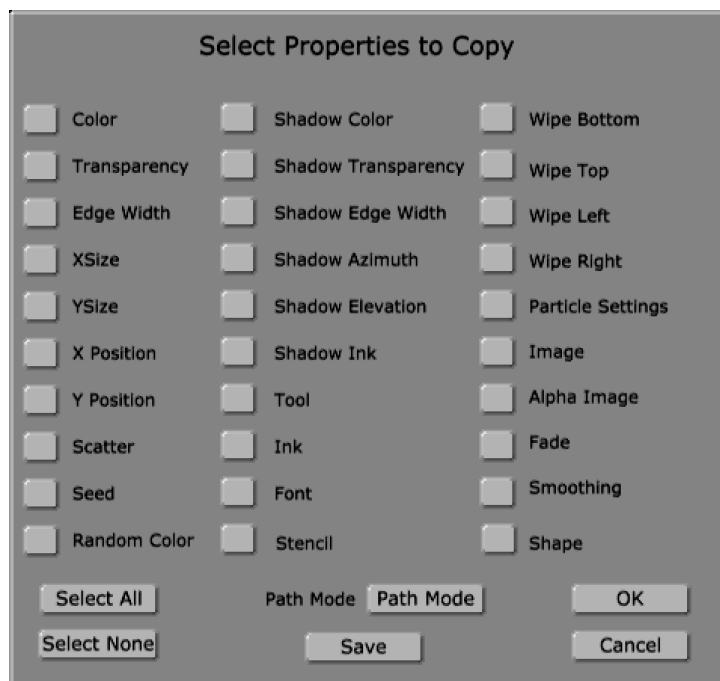 Select Properties to Copy
Color
Shadow Color
Wipe Bottom
Transparency
Shadow Transparency
Wipe Top
Edge Width
Shadow Edge Width
Wipe Left
XSize
Shadow Azimuth
Wipe Right
YSize
Shadow Elevation
Particle Settings
X Position
Shadow Ink
Image
Y Position
Tool
Alpha Image
Scatter
Ink
Fade
Seed
Font
Smoothing
Random Color
Stencil
Shape
Select All
Path Mode Path Mode
OK
Select None
Save
Cancel